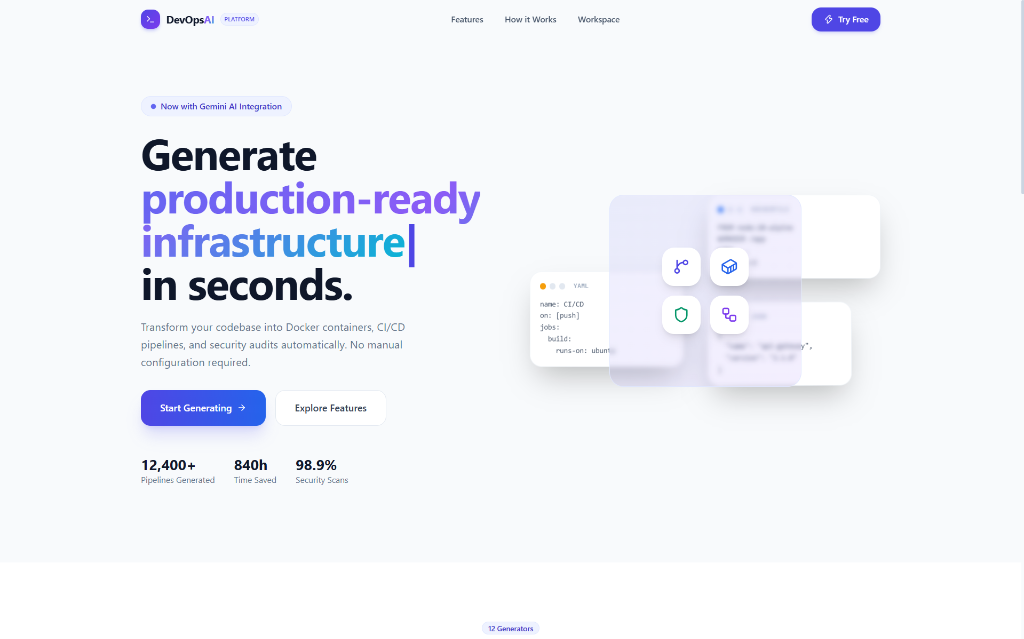 DevOpsAI PLATFORM
Features How it Works Workspace
Try Free
Now with Gemini AI Integration
Generate
production-ready
infrastructure
in seconds.
Transform your codebase into Docker containers, CI/CD
pipelines, and security audits automatically. No manual
configuration required.
Start Generating →
Explore Features
12,400+ 840h 98.9%
Pipelines Generated Time Saved Security Scans
YAML
name: CI/CD
on: [push]
jobs:
build:
runs-on:
12 Generators